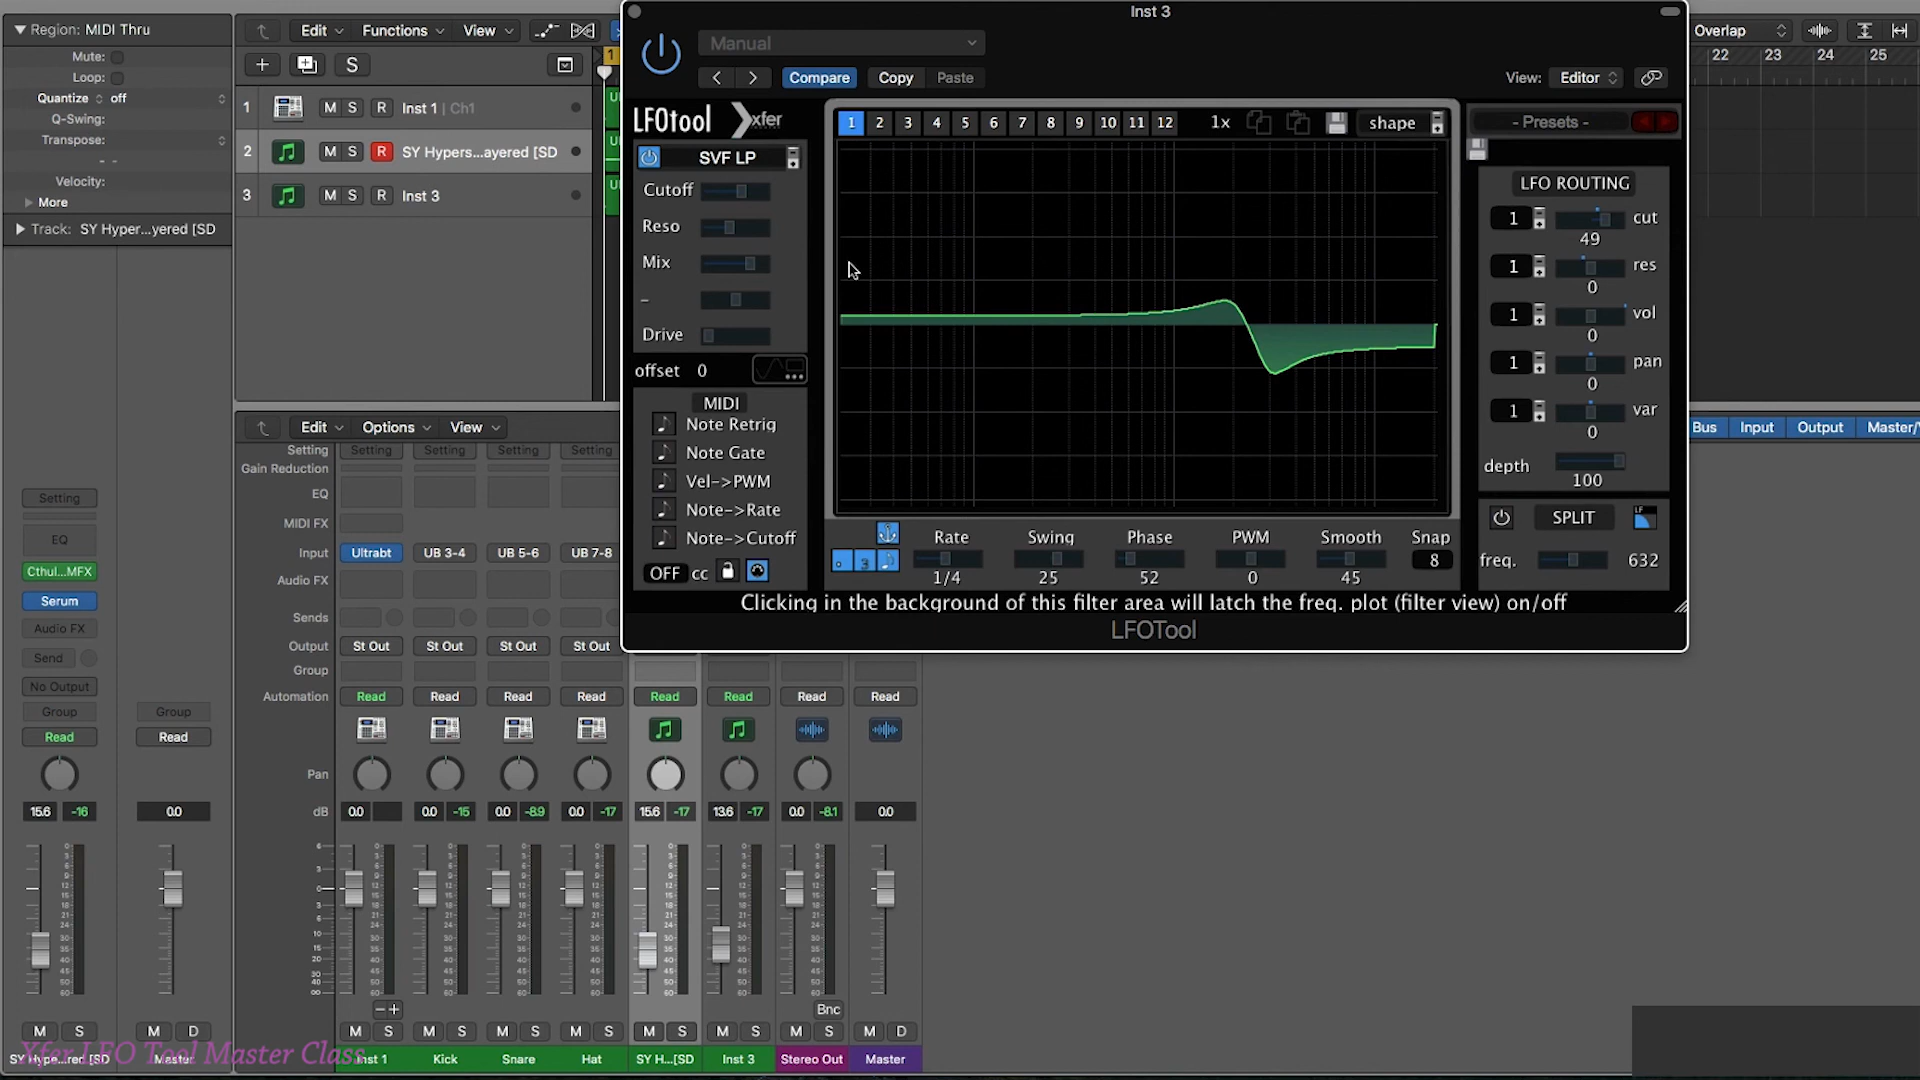 Region: MIDI Thru
Mute:
Loop:
Quantize off
Q-Swing:
Transpose:
- -
Velocity:
More
Track: SY Hyper...yered [SD
Edit Functions View
S
1 M S R Inst 1 | Ch1
2 M S R SY Hypers...ayered [SD
3 M S R Inst 3
1
Inst 3
Manual
Compare Copy Paste
View: Editor
LFOtool xfer
1 2 3 4 5 6 7 8 9 10 11 12 1x shape
- Presets -
SVF LP
Cutoff
Reso
Mix
-
Drive
offset 0
MIDI
Note Retrig
Note Gate
Vel->PWM
Note->Rate
Note->Cutoff
OFF cc
LFO ROUTING
1 cut
49
1 res
0
1 vol
0
1 pan
0
1 var
0
depth
100
SPLIT
freq. 632
3
Rate Swing Phase PWM Smooth Snap
1/4 25 52 0 45 8
Clicking in the background of this filter area will latch the freq. plot (filter view) on/off
LFOTool
Overlap
22 23 24 25
Bus Input Output Master/
Edit Options View
Setting Setting Setting Setting Setting
Gain Reduction
EQ
MIDI FX
Input Ultrabt UB 3-4 UB 5-6 UB 7-8
Audio FX
Sends
Output St Out St Out St Out St Out
Group
Automation Read Read Read Read Read Read Read Read
Pan
dB 0.0 0.0 -15 0.0 -8.9 0.0 -17 15.6 -17 13.6 -17 0.0 -8.1 0.0
Setting
EQ
Cthul...MFX
Serum
Audio FX
Send
No Output
Group Group
Read Read
15.6 -16 0.0
Bnc
M S M D M S M S M S M S M S M S M S M D
SY Hype...red [SD Master Inst 1 Kick Snare Hat SY H...[SD Inst 3 Stereo Out Master
Xfer LFO Tool Master Class